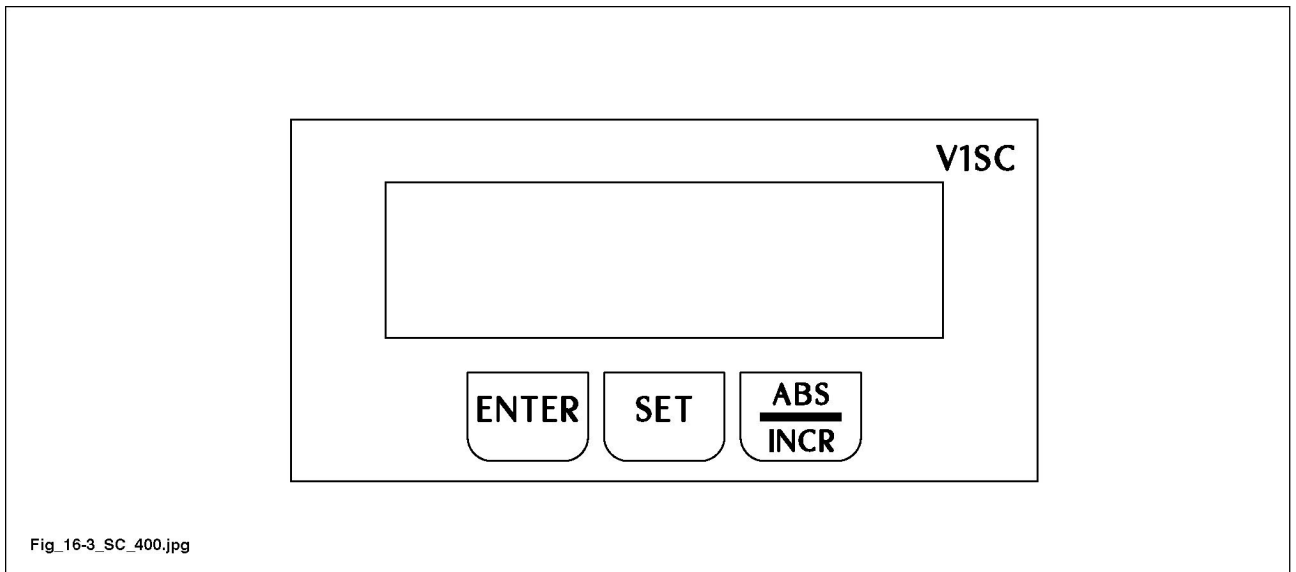 V1SC
ENTER
SET
ABS
INCR
Fig_16-3_SC_400.jpg